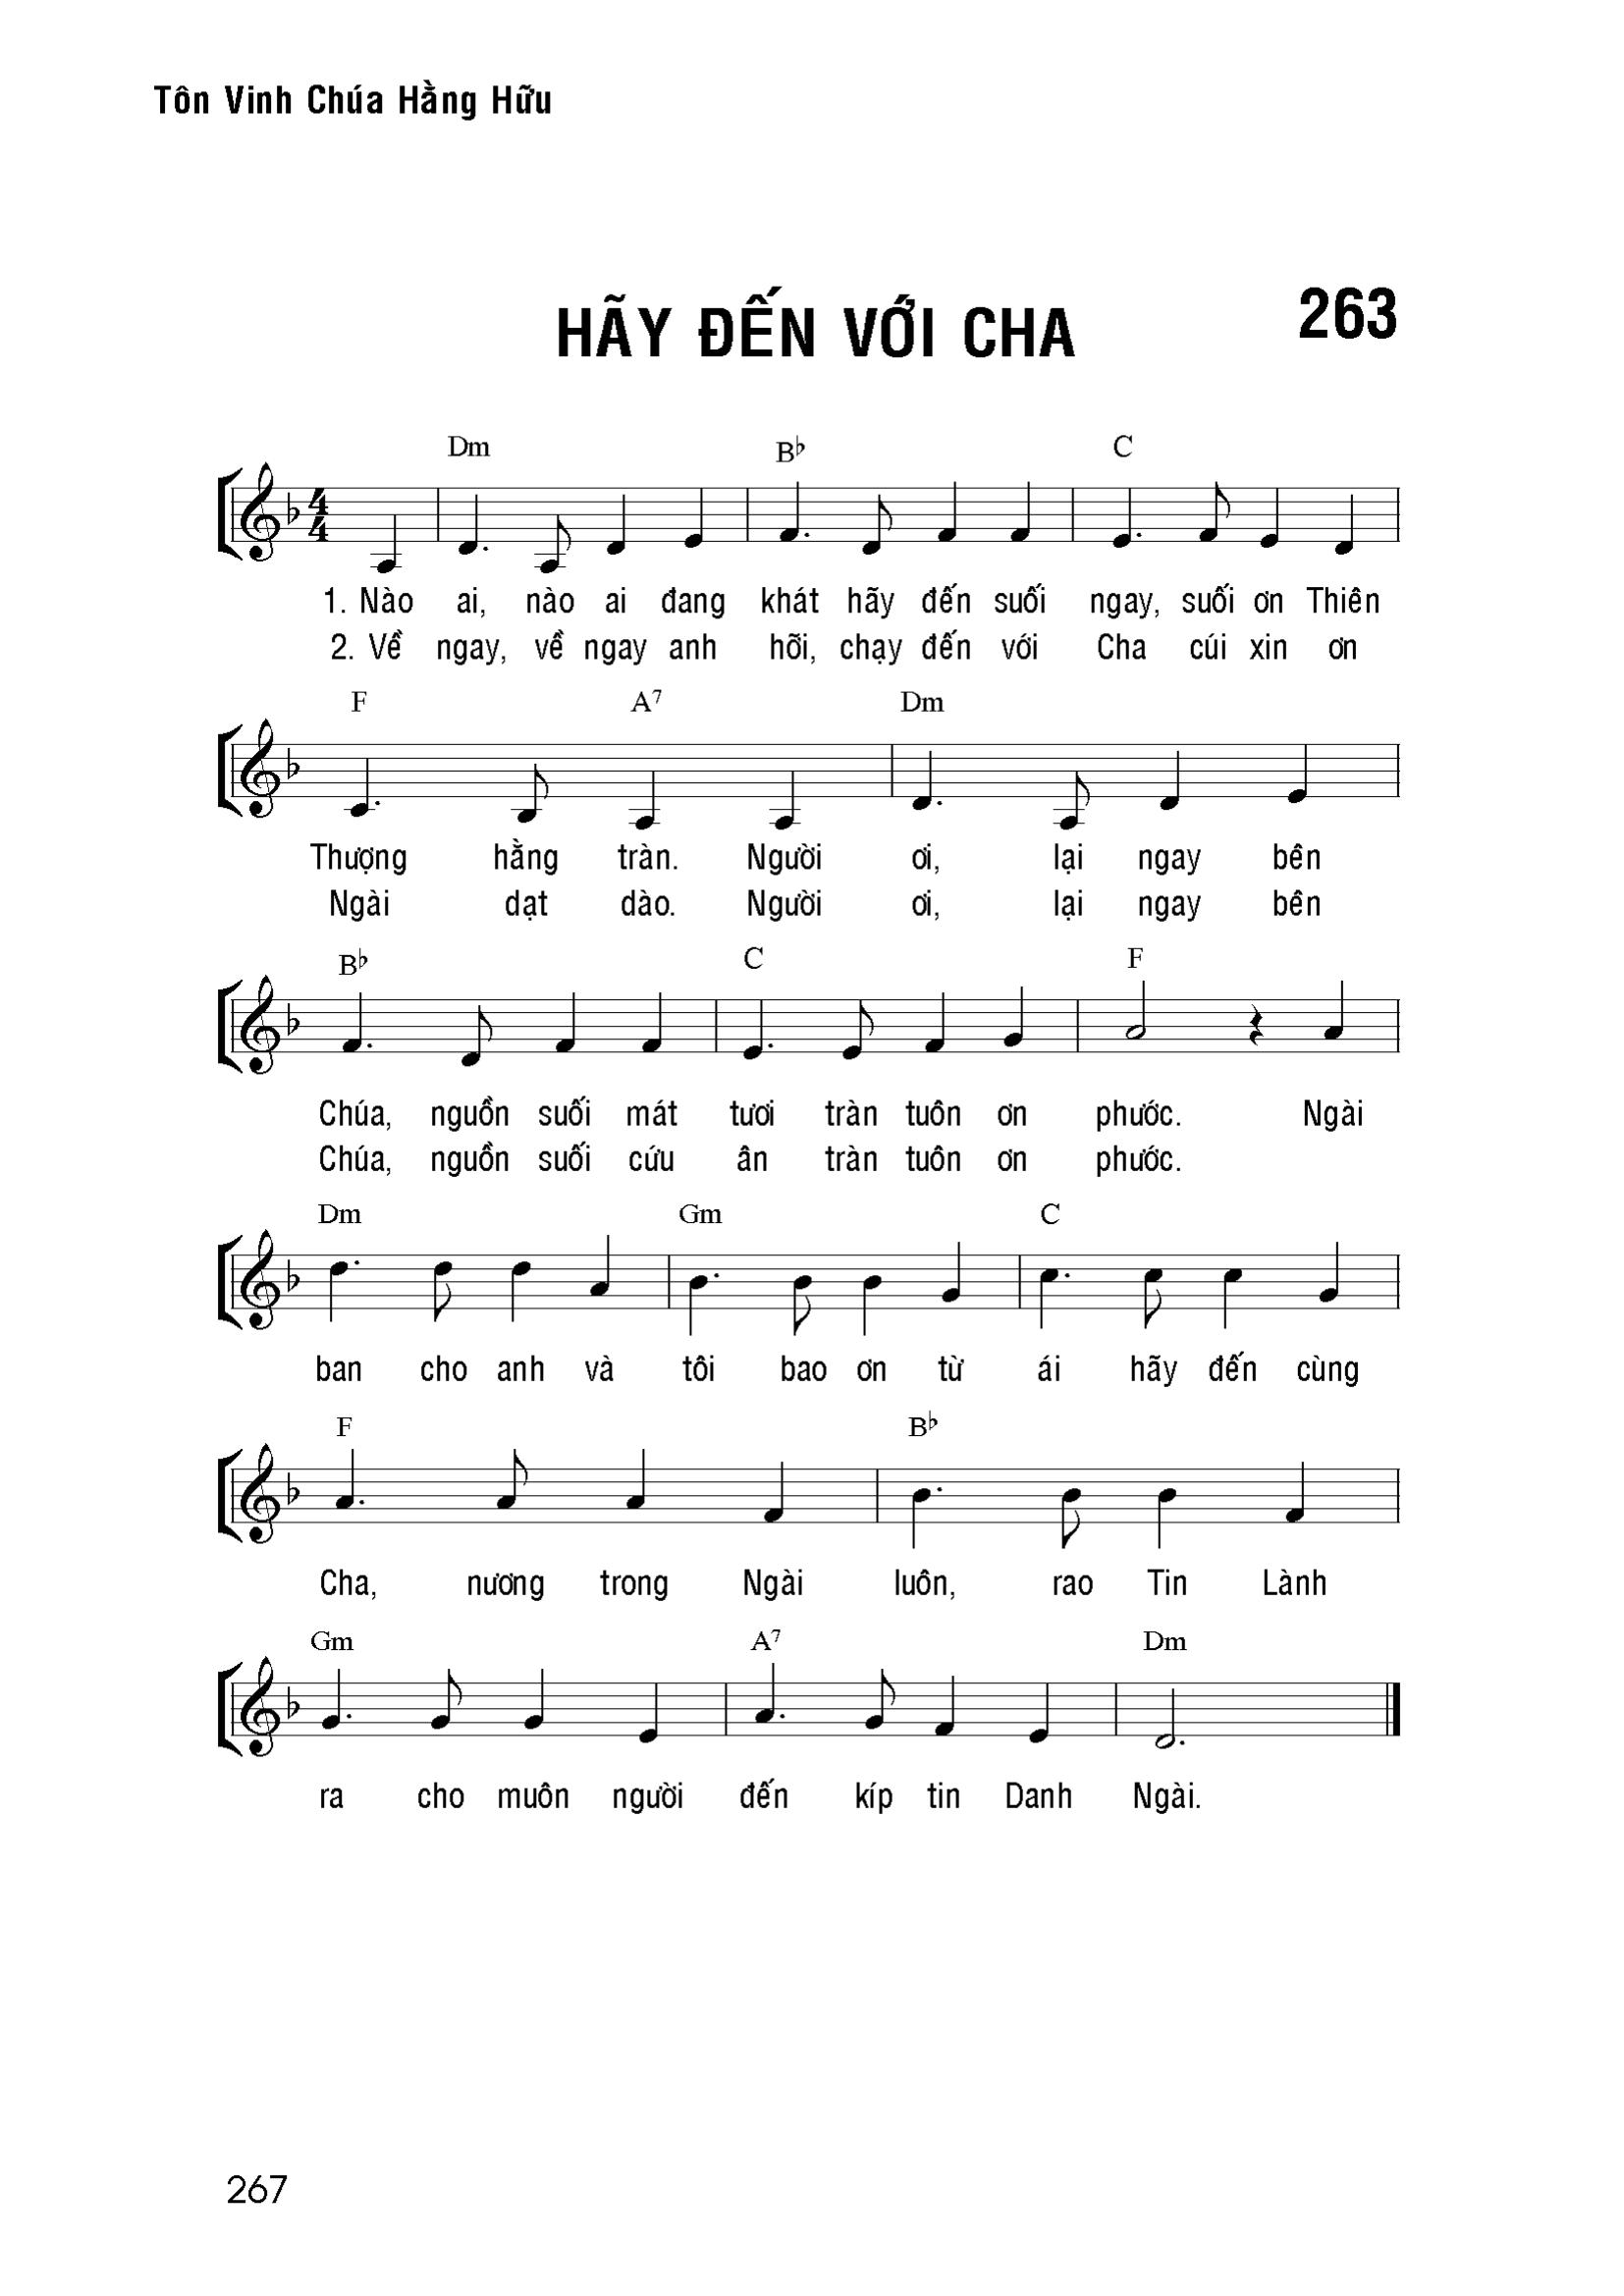 Tôn Vinh Chúa Hằng Hữu
HÃY ĐẾN VỚI CHA
263
Dm B♭ C
1. Nào ai, nào ai đang khát hãy đến suối ngay, suối ơn Thiên
2. Về ngay, về ngay anh hỡi, chạy đến với Cha cúi xin ơn
F A7 Dm
Thượng hằng tràn. Người ơi, lại ngay bên
Ngài dạt dào. Người ơi, lại ngay bên
B♭ C F
Chúa, nguồn suối mát tươi tràn tuôn ơn phước. Ngài
Chúa, nguồn suối cứu ân tràn tuôn ơn phước.
Dm Gm C
ban cho anh và tôi bao ơn từ ái hãy đến cùng
F B♭
Cha, nương trong Ngài luôn, rao Tin Lành
Gm A7 Dm
ra cho muôn người đến kíp tin Danh Ngài.
267